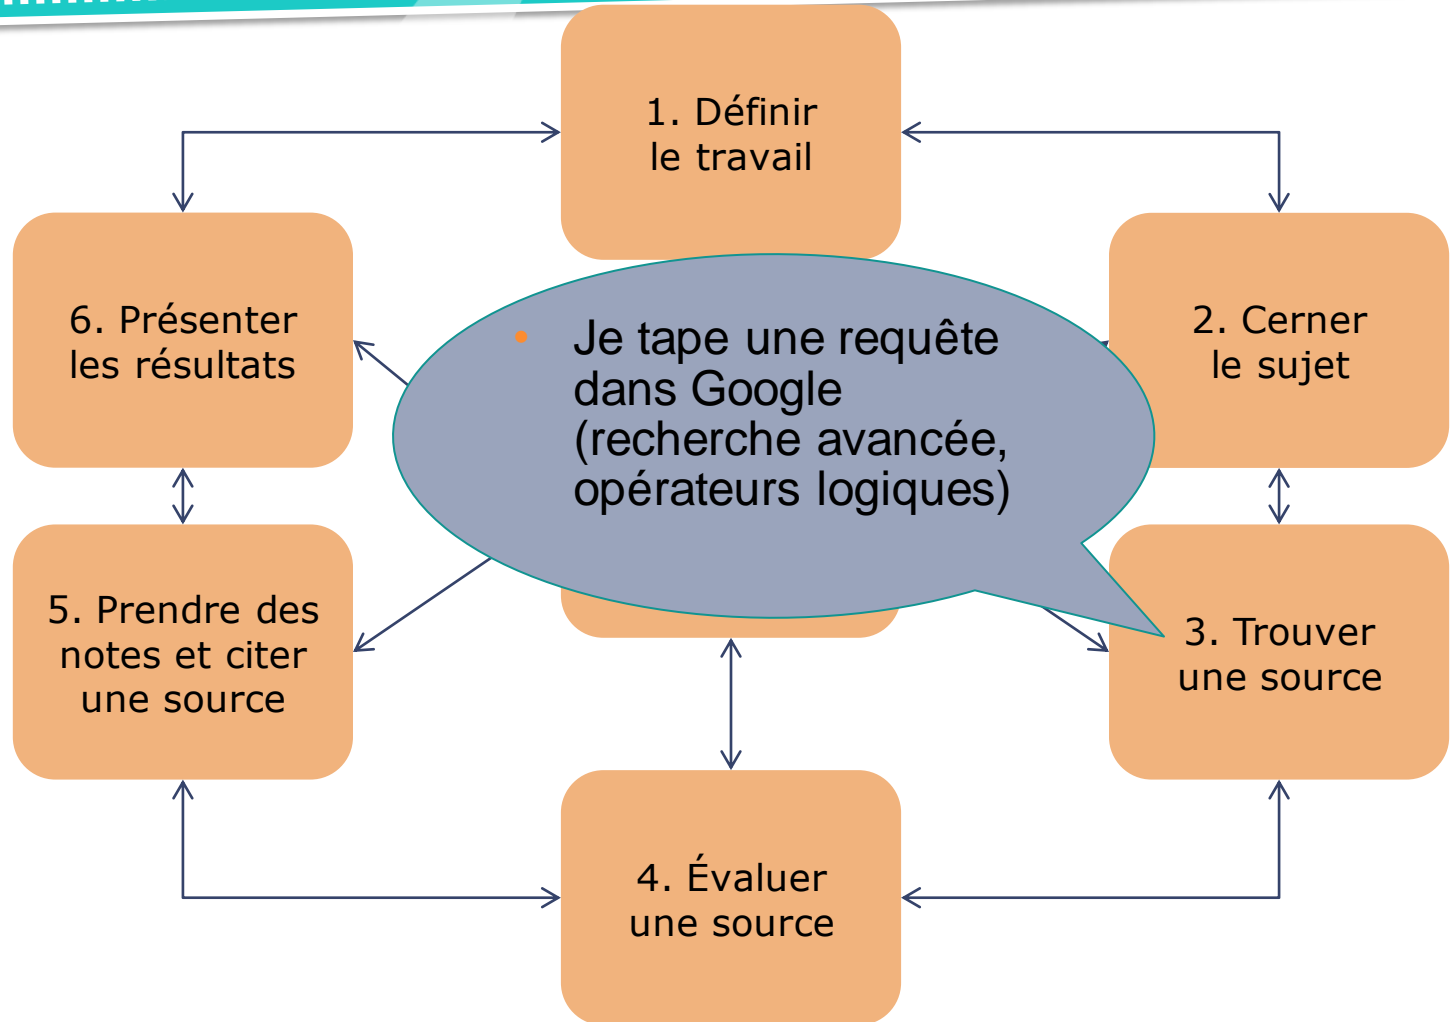 1. Définir
le travail
6. Présenter
les résultats
• Je tape une requête
dans Google
(recherche avancée,
opérateurs logiques)
2. Cerner
le sujet
5. Prendre des
notes et citer
une source
3. Trouver
une source
4. Évaluer
une source